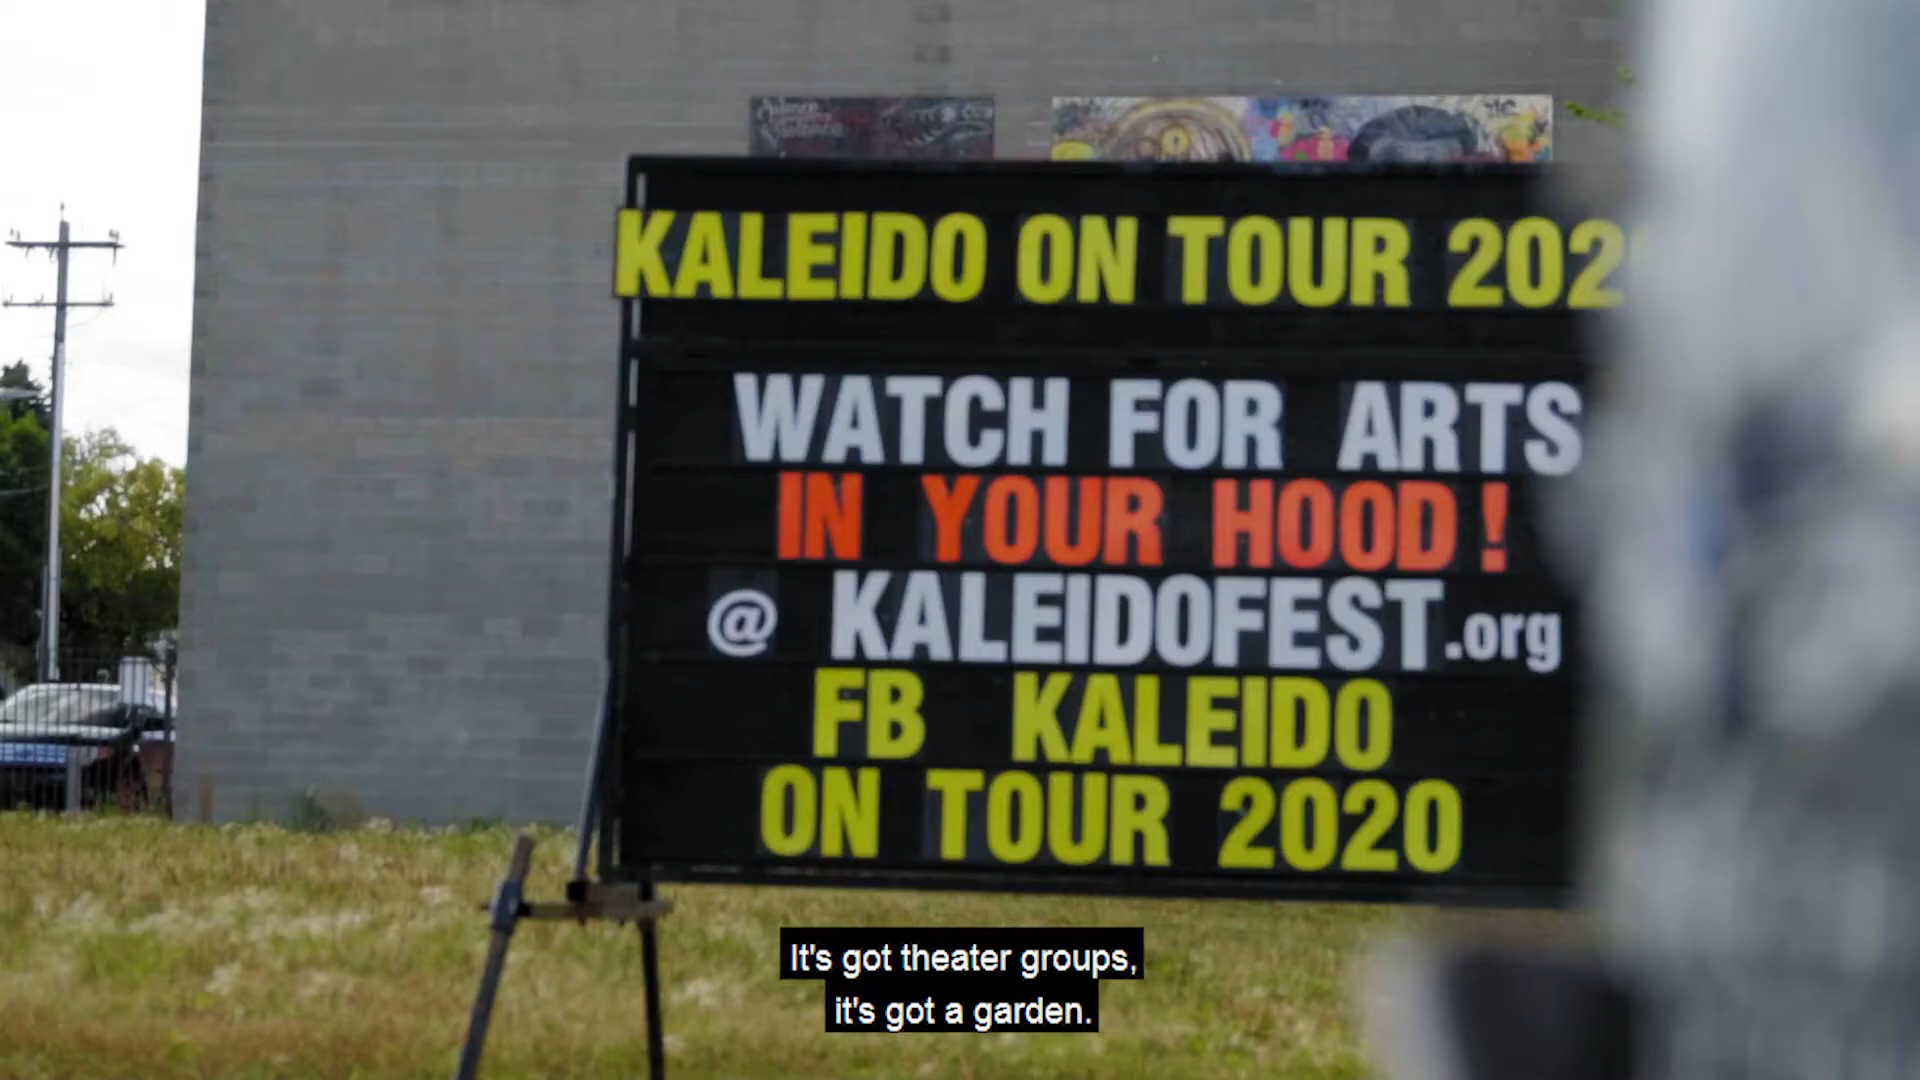 KALEIDO ON TOUR 202
WATCH FOR ARTS
IN YOUR HOOD!
@ KALEIDOFEST.org
FB KALEIDO
ON TOUR 2020
It's got theater groups,
it's got a garden.